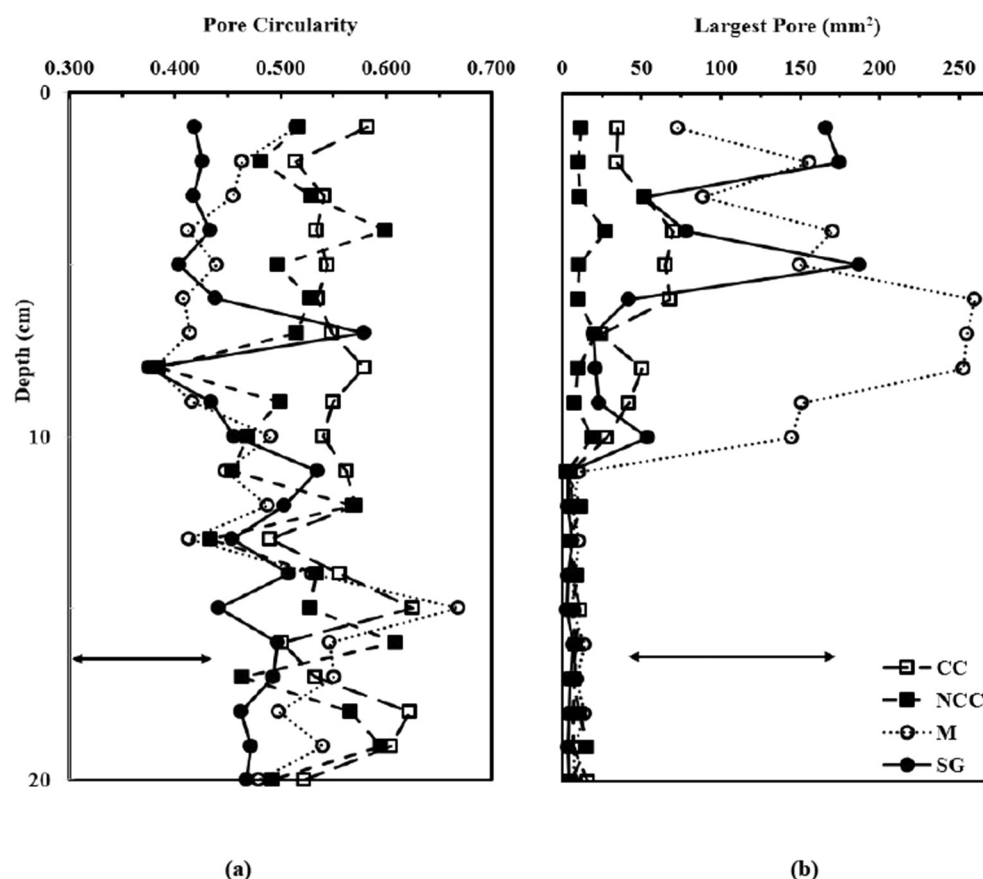 Pore Circularity
Largest Pore (mm²)
0.300 0.400 0.500 0.600 0.700
0 50 100 150 200 250
0
10
20
Depth (cm)
CC
NCC
M
SG
(a)
(b)